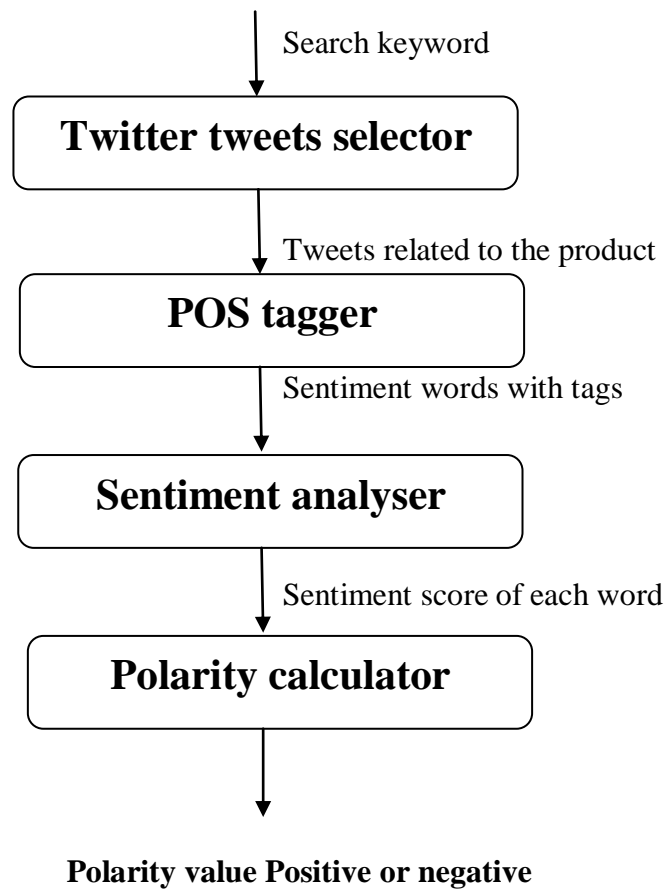 Search keyword
Twitter tweets selector
Tweets related to the product
POS tagger
Sentiment words with tags
Sentiment analyser
Sentiment score of each word
Polarity calculator
Polarity value Positive or negative